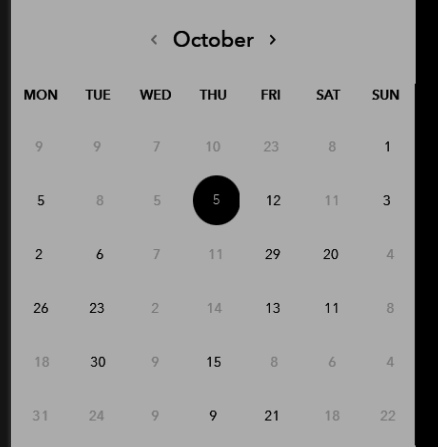 ‹ October ›
MON TUE WED THU FRI SAT SUN
9 9 7 10 23 8 1
5 8 5 5 12 11 3
2 6 7 11 29 20 4
26 23 2 14 13 11 8
18 30 9 15 8 6 4
31 24 9 9 21 18 22